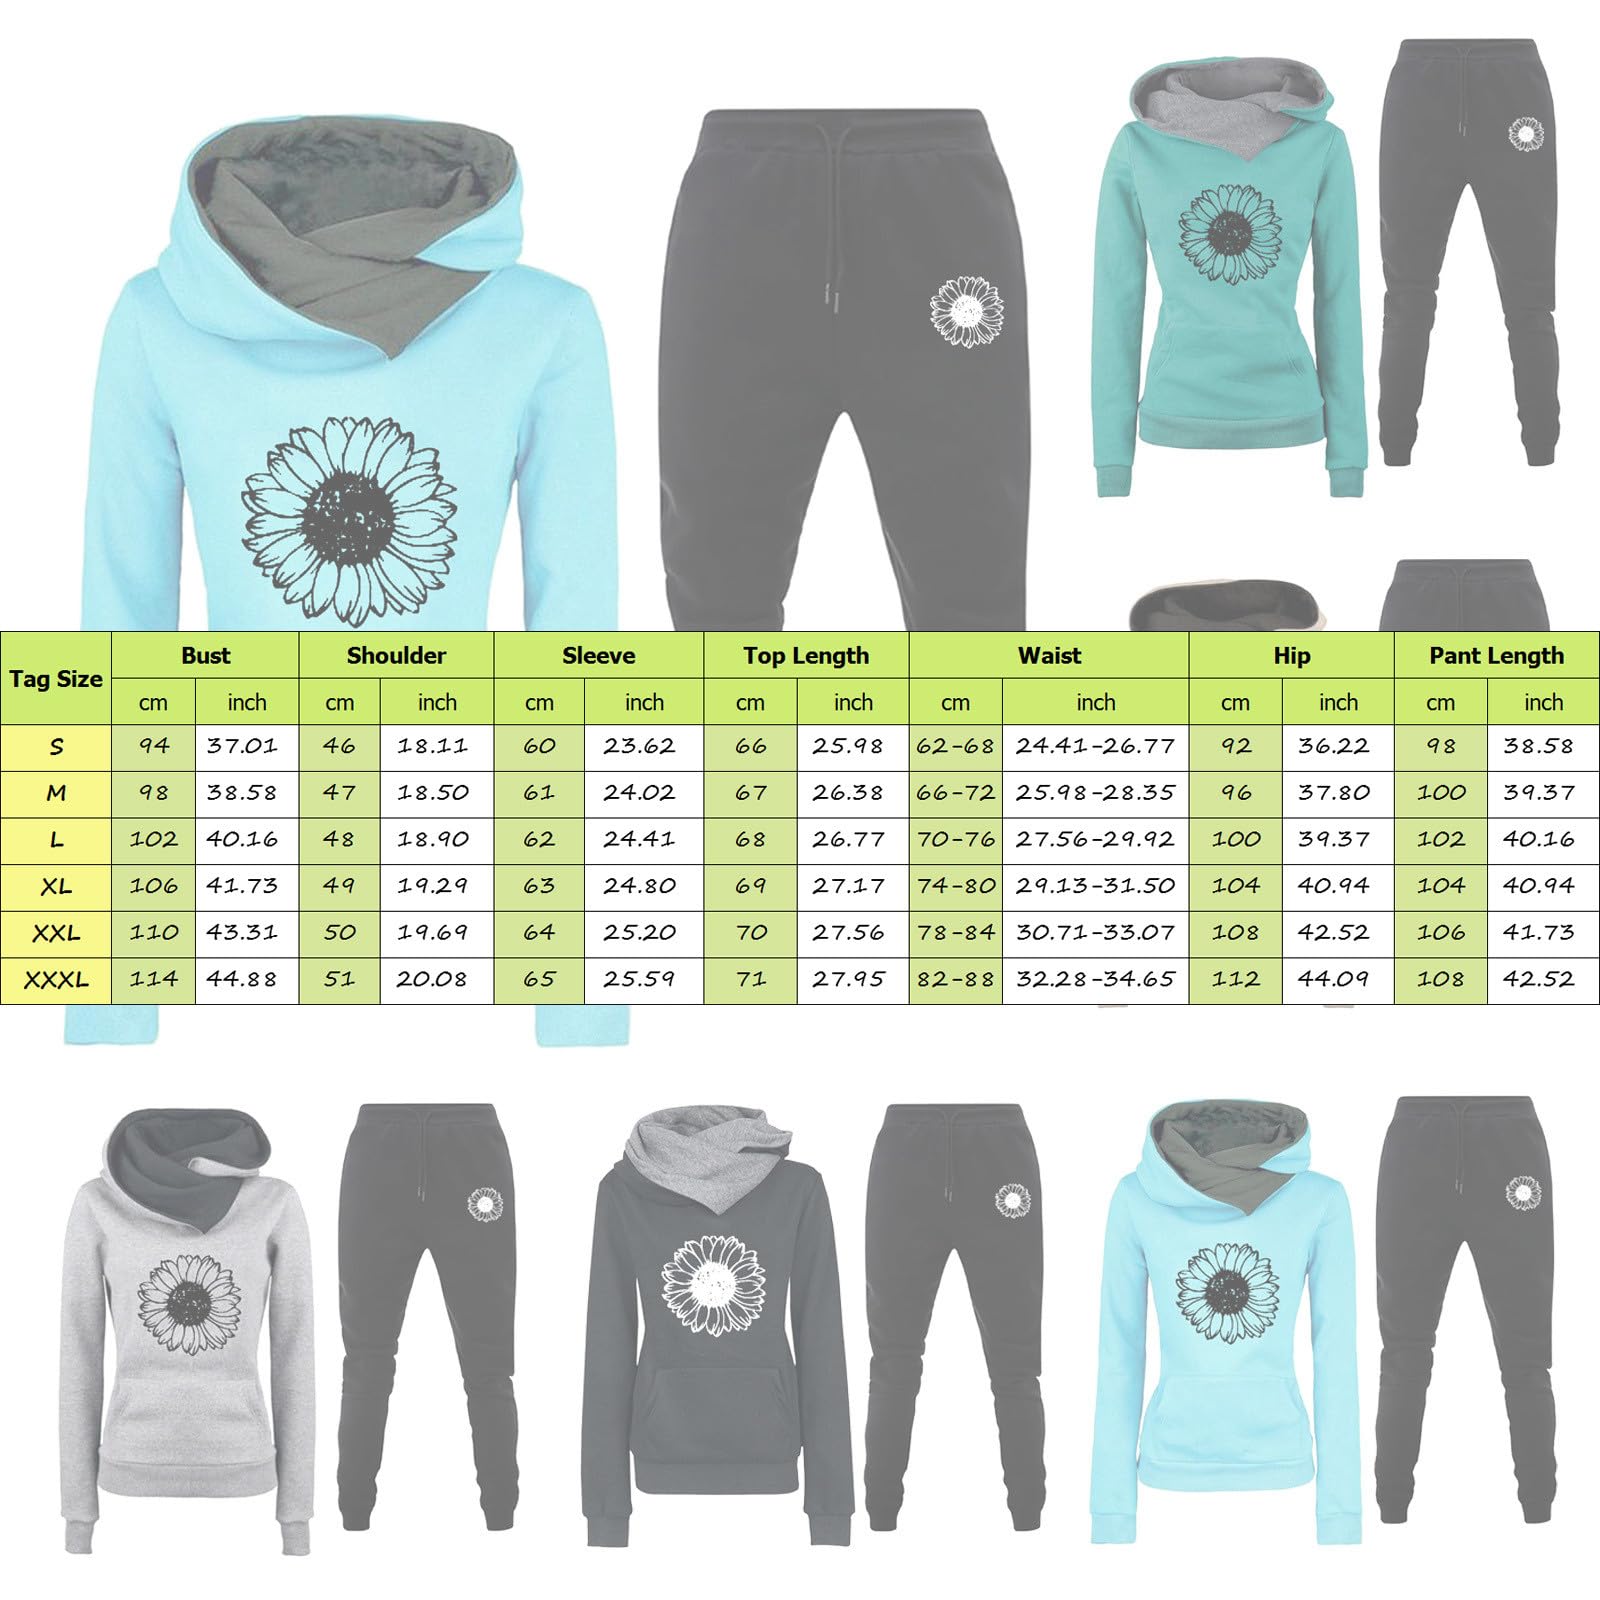 Tag Size Bust Shoulder Sleeve Top Length Waist Hip Pant Length
cm inch cm inch cm inch cm inch cm inch cm inch cm inch
S 94 37.01 46 18.11 60 23.62 66 25.98 62-68 24.41-26.77 92 36.22 98 38.58
M 98 38.58 47 18.50 61 24.02 67 26.38 66-72 25.98-28.35 96 37.80 100 39.37
L 102 40.16 48 18.90 62 24.41 68 26.77 70-76 27.56-29.92 100 39.37 102 40.16
XL 106 41.73 49 19.29 63 24.80 69 27.17 74-80 29.13-31.50 104 40.94 104 40.94
XXL 110 43.31 50 19.69 64 25.20 70 27.56 78-84 30.71-33.07 108 42.52 106 41.73
XXXL 114 44.88 51 20.08 65 25.59 71 27.95 82-88 32.28-34.65 112 44.09 108 42.52